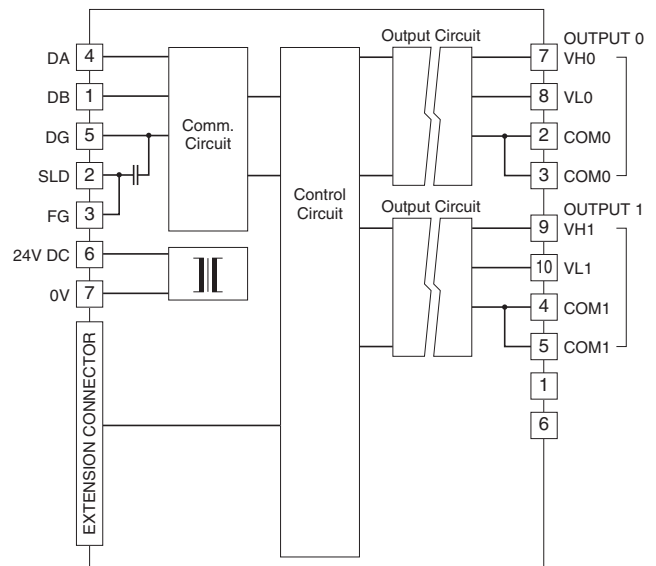 DA 4
DB 1
DG 5
SLD 2
FG 3
24V DC 6
0V 7
EXTENSION CONNECTOR
Comm.
Circuit
Control
Circuit
Output Circuit
OUTPUT 0
7 VH0
8 VL0
2 COM0
3 COM0
Output Circuit
OUTPUT 1
9 VH1
10 VL1
4 COM1
5 COM1
1
6